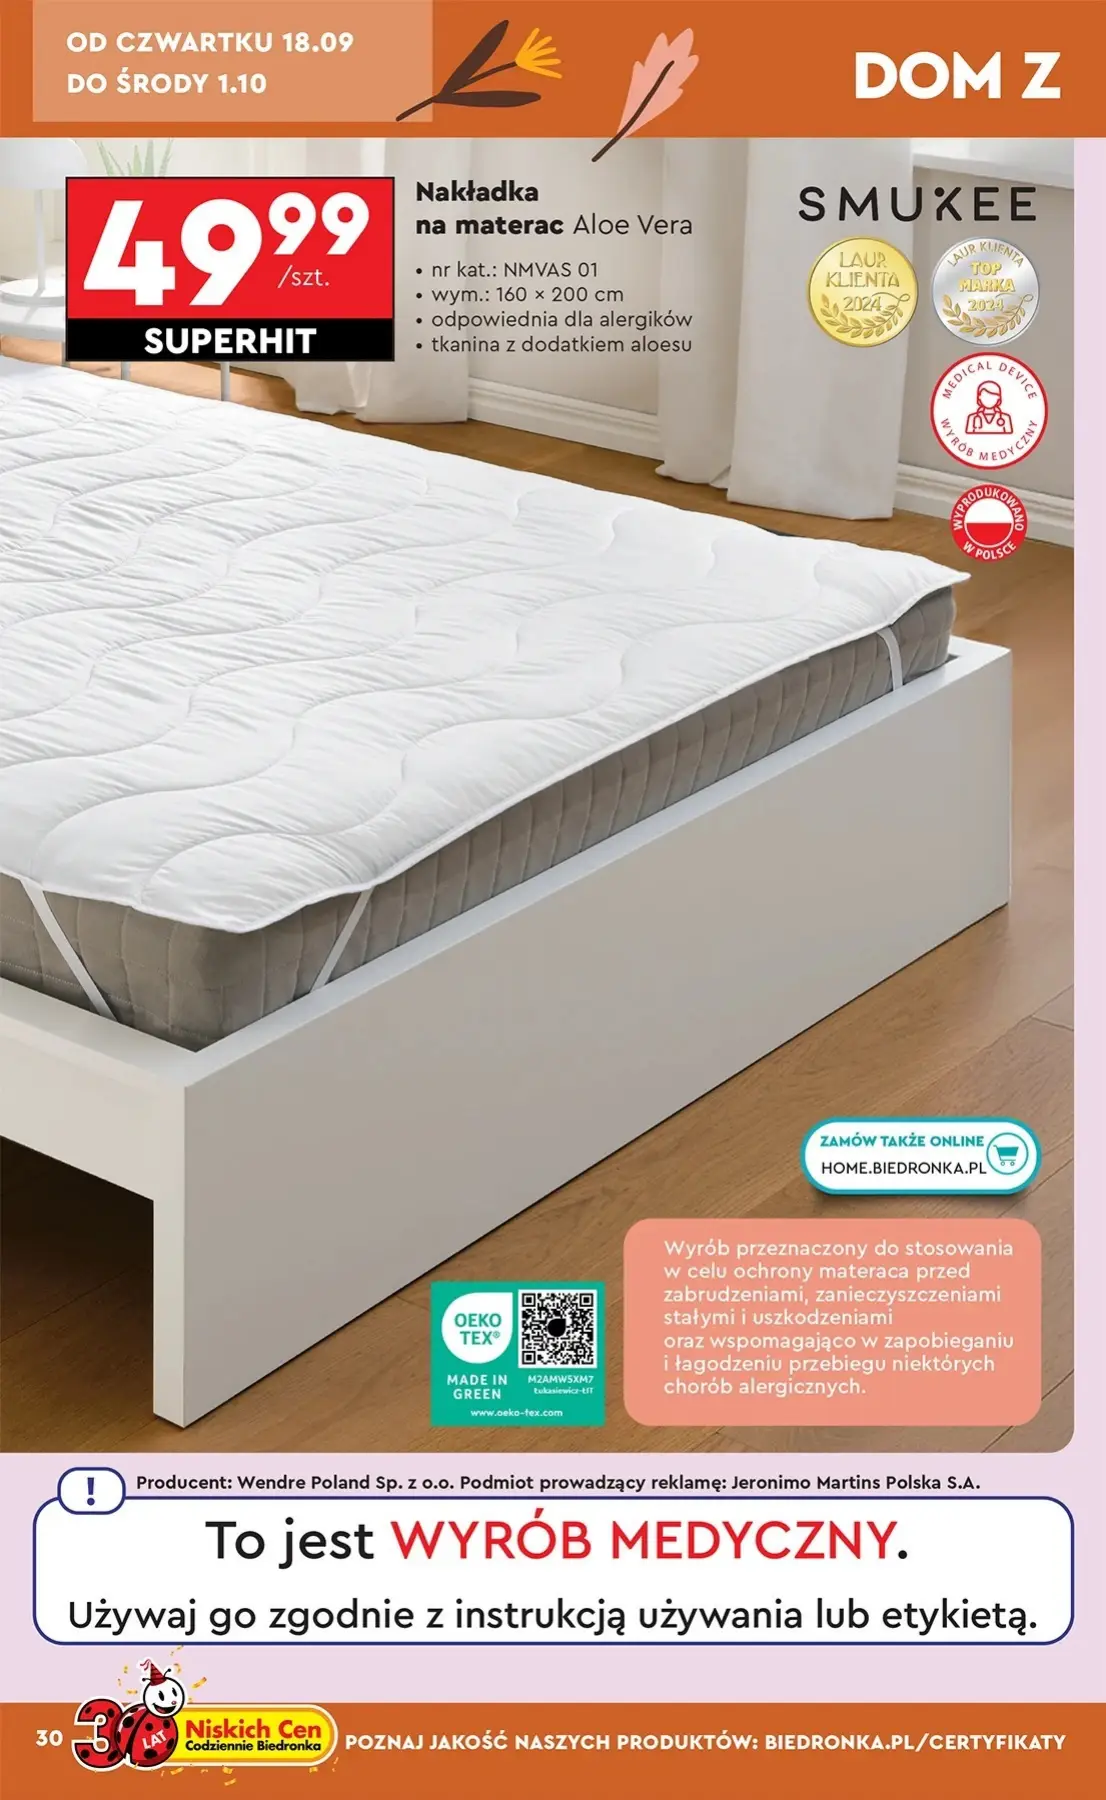 OD CZWARTKU 18.09
DO ŚRODY 1.10
DOM Z
4999
/szt.
SUPERHIT
Nakładka
na materac Aloe Vera
• nr kat.: NMVAS 01
• wym.: 160 × 200 cm
• odpowiednia dla alergików
• tkanina z dodatkiem aloesu
SMUKEE
LAUR
KLIENTA
2024
LAUR KLIENTA
TOP
MARKA
2024
MEDICAL DEVICE
WYRÓB MEDYCZNY
WYPRODUKOWANO
W POLSCE
ZAMÓW TAKŻE ONLINE
HOME.BIEDRONKA.PL
Wyrób przeznaczony do stosowania
w celu ochrony materaca przed
zabrudzeniami, zanieczyszczeniami
stałymi i uszkodzeniami
oraz wspomagająco w zapobieganiu
i łagodzeniu przebiegu niektórych
chorób alergicznych.
OEKO
TEX®
MADE IN
GREEN
M2AMW5XM7
Łukasiewicz-ŁIT
www.oeko-tex.com
! Producent: Wendre Poland Sp. z o.o. Podmiot prowadzący reklamę: Jeronimo Martins Polska S.A.
To jest WYRÓB MEDYCZNY.
Używaj go zgodnie z instrukcją używania lub etykietą.
30
30 LAT
Niskich Cen
Codziennie Biedronka
POZNAJ JAKOŚĆ NASZYCH PRODUKTÓW: BIEDRONKA.PL/CERTYFIKATY